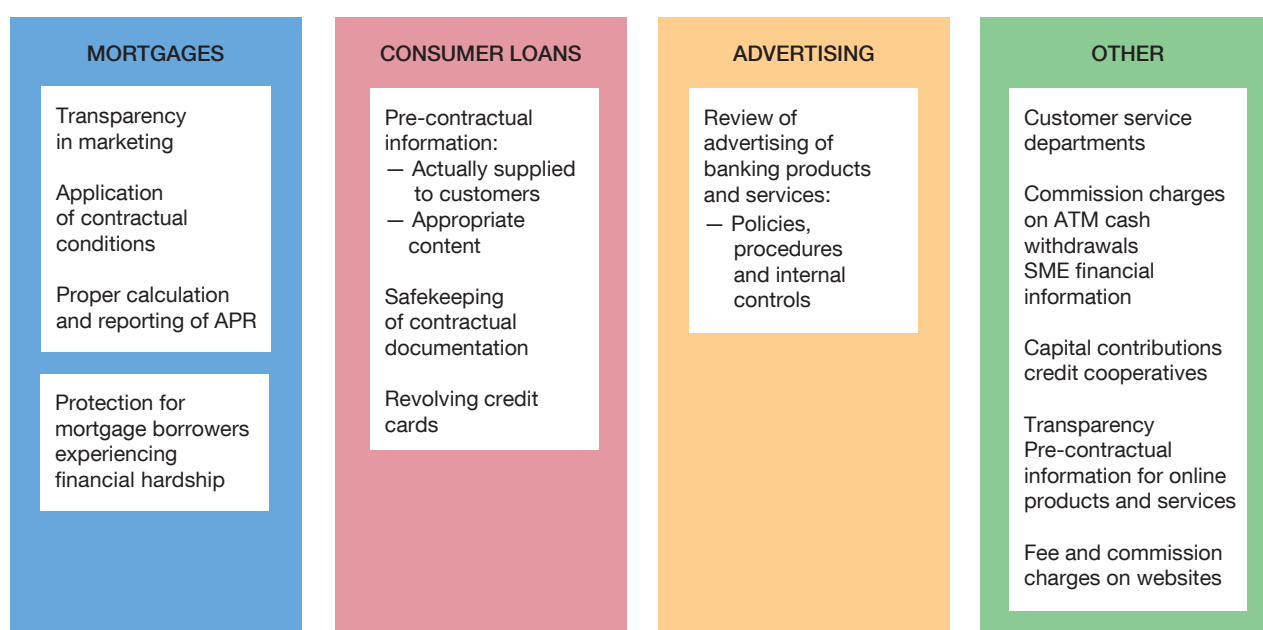 MORTGAGES
Transparency
in marketing
Application
of contractual
conditions
Proper calculation
and reporting of APR
Protection for
mortgage borrowers
experiencing
financial hardship
CONSUMER LOANS
Pre-contractual
information:
— Actually supplied
to customers
— Appropriate
content
Safekeeping
of contractual
documentation
Revolving credit
cards
ADVERTISING
Review of
advertising of
banking products
and services:
— Policies,
procedures
and internal
controls
OTHER
Customer service
departments
Commission charges
on ATM cash
withdrawals
SME financial
information
Capital contributions
credit cooperatives
Transparency
Pre-contractual
information for online
products and services
Fee and commission
charges on websites